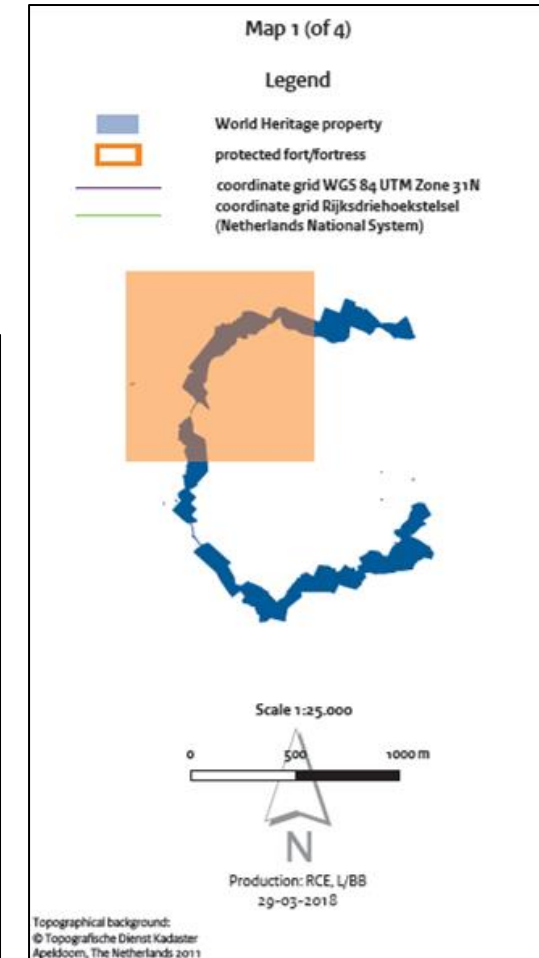 Map 1 (of 4)
Legend
World Heritage property
protected fort/fortress
coordinate grid WGS 84 UTM Zone 31N
coordinate grid Rijksdriehoekstelsel
(Netherlands National System)
Scale 1:25.000
0 500 1000 m
N
Production: RCE, L/BB
29-03-2018
Topographical background:
© Topografische Dienst Kadaster
Apeldoorn, The Netherlands 2011